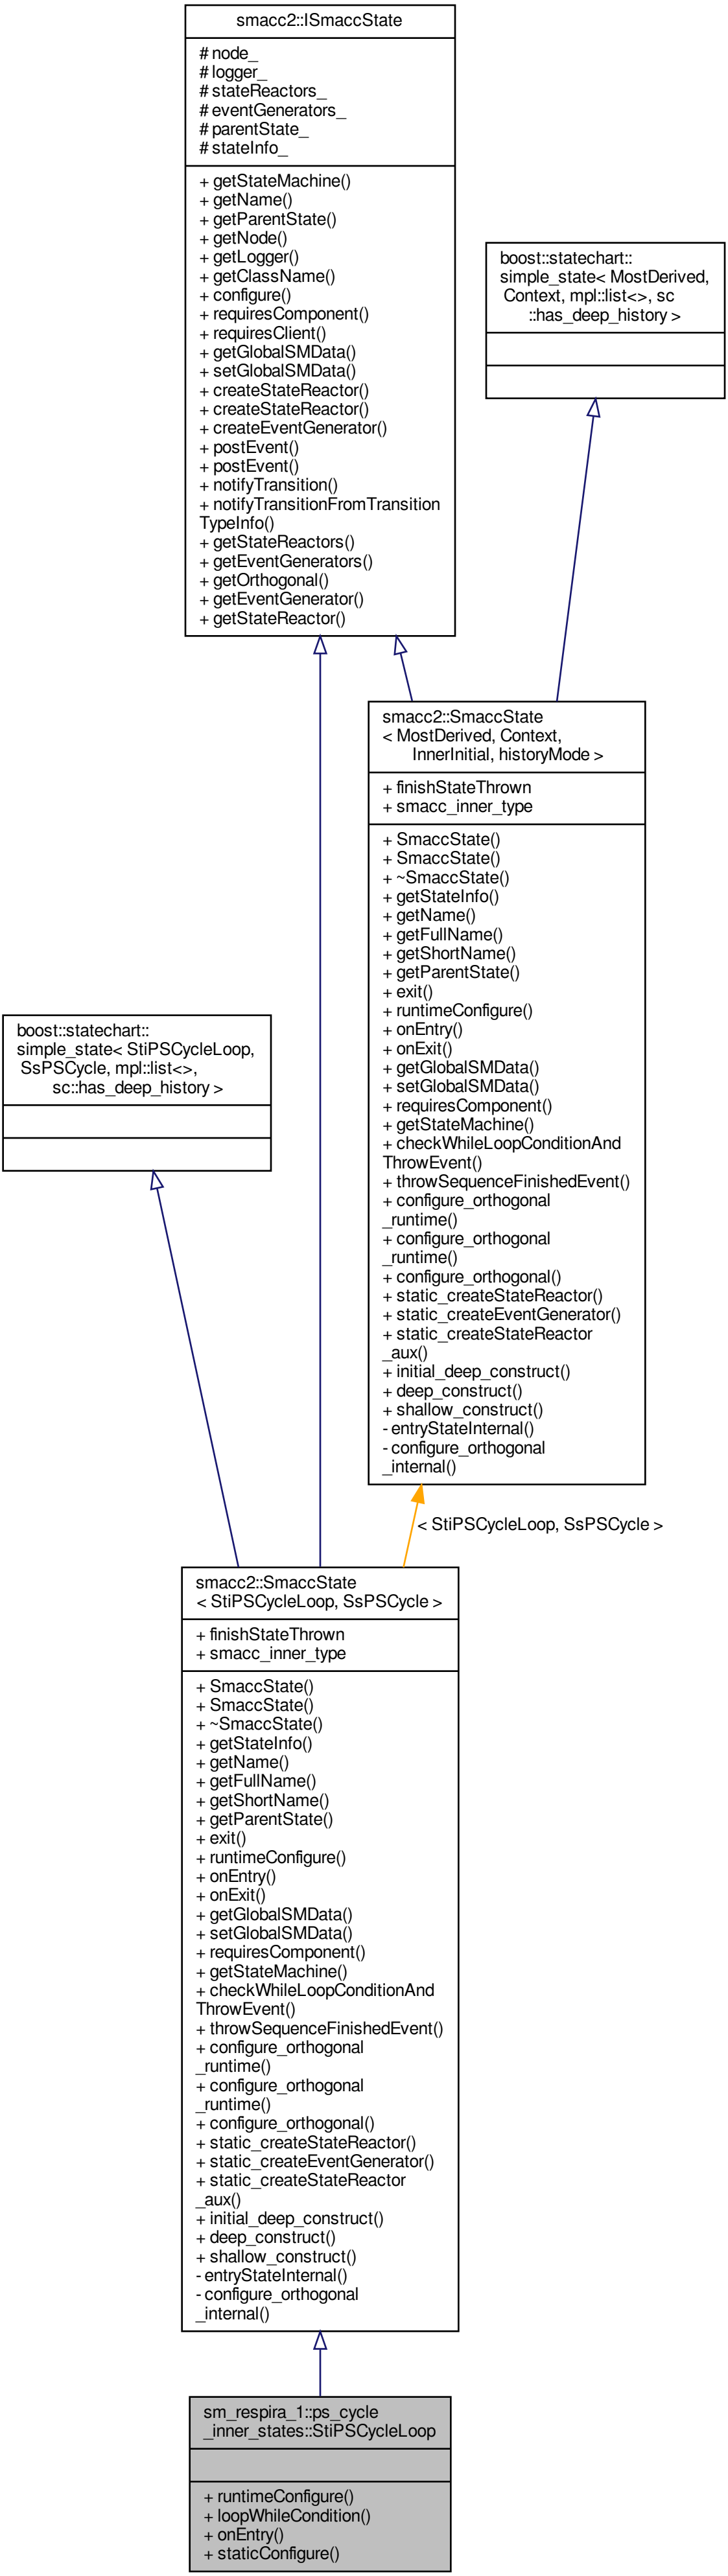 smacc2::ISmaccState
# node_
# logger_
# stateReactors_
# eventGenerators_
# parentState_
# stateInfo_
+ getStateMachine()
+ getName()
+ getParentState()
+ getNode()
+ getLogger()
+ getClassName()
+ configure()
+ requiresComponent()
+ requiresClient()
+ getGlobalSMData()
+ setGlobalSMData()
+ createStateReactor()
+ createStateReactor()
+ createEventGenerator()
+ postEvent()
+ postEvent()
+ notifyTransition()
+ notifyTransitionFromTransition
TypeInfo()
+ getStateReactors()
+ getEventGenerators()
+ getOrthogonal()
+ getEventGenerator()
+ getStateReactor()
boost::statechart::
simple_state< MostDerived,
Context, mpl::list<>, sc
::has_deep_history >
smacc2::SmaccState
< MostDerived, Context,
InnerInitial, historyMode >
+ finishStateThrown
+ smacc_inner_type
+ SmaccState()
+ SmaccState()
+ ~SmaccState()
+ getStateInfo()
+ getName()
+ getFullName()
+ getShortName()
+ getParentState()
+ exit()
+ runtimeConfigure()
+ onEntry()
+ onExit()
+ getGlobalSMData()
+ setGlobalSMData()
+ requiresComponent()
+ getStateMachine()
+ checkWhileLoopConditionAnd
ThrowEvent()
+ throwSequenceFinishedEvent()
+ configure_orthogonal
_runtime()
+ configure_orthogonal
_runtime()
+ configure_orthogonal()
+ static_createStateReactor()
+ static_createEventGenerator()
+ static_createStateReactor
_aux()
+ initial_deep_construct()
+ deep_construct()
+ shallow_construct()
- entryStateInternal()
- configure_orthogonal
_internal()
boost::statechart::
simple_state< StiPSCycleLoop,
SsPSCycle, mpl::list<>,
sc::has_deep_history >
< StiPSCycleLoop, SsPSCycle >
smacc2::SmaccState
< StiPSCycleLoop, SsPSCycle >
+ finishStateThrown
+ smacc_inner_type
+ SmaccState()
+ SmaccState()
+ ~SmaccState()
+ getStateInfo()
+ getName()
+ getFullName()
+ getShortName()
+ getParentState()
+ exit()
+ runtimeConfigure()
+ onEntry()
+ onExit()
+ getGlobalSMData()
+ setGlobalSMData()
+ requiresComponent()
+ getStateMachine()
+ checkWhileLoopConditionAnd
ThrowEvent()
+ throwSequenceFinishedEvent()
+ configure_orthogonal
_runtime()
+ configure_orthogonal
_runtime()
+ configure_orthogonal()
+ static_createStateReactor()
+ static_createEventGenerator()
+ static_createStateReactor
_aux()
+ initial_deep_construct()
+ deep_construct()
+ shallow_construct()
- entryStateInternal()
- configure_orthogonal
_internal()
sm_respira_1::ps_cycle
_inner_states::StiPSCycleLoop
+ runtimeConfigure()
+ loopWhileCondition()
+ onEntry()
+ staticConfigure()